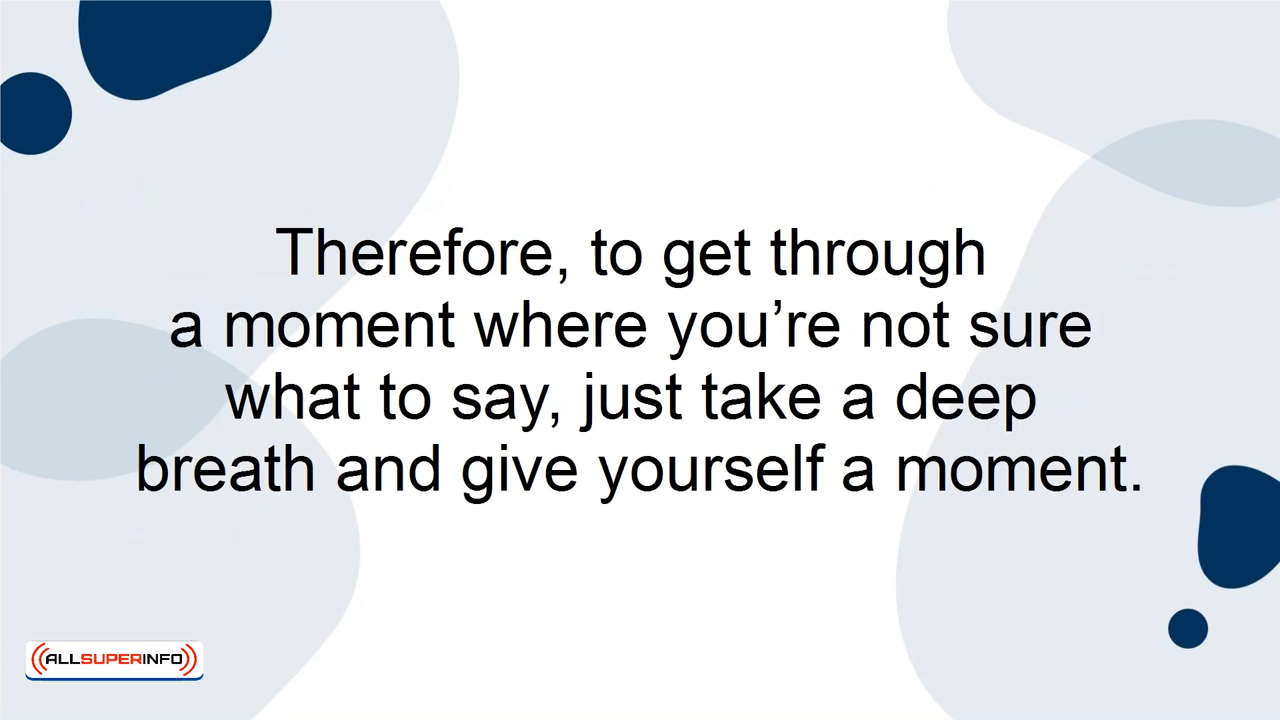 Therefore, to get through
a moment where you’re not sure
what to say, just take a deep
breath and give yourself a moment.
ALLSUPERINFO